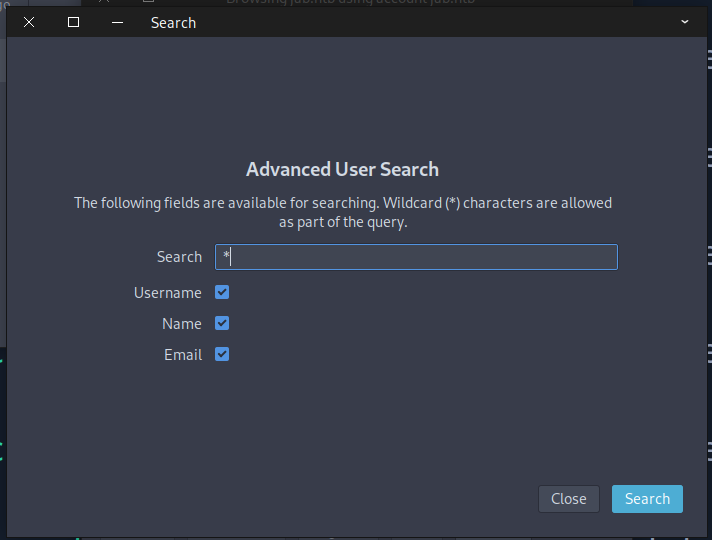 Browsing jab.htb using account jab.htb
Search
Advanced User Search
The following fields are available for searching. Wildcard (*) characters are allowed
as part of the query.
Search *
Username
Name
Email
Close Search